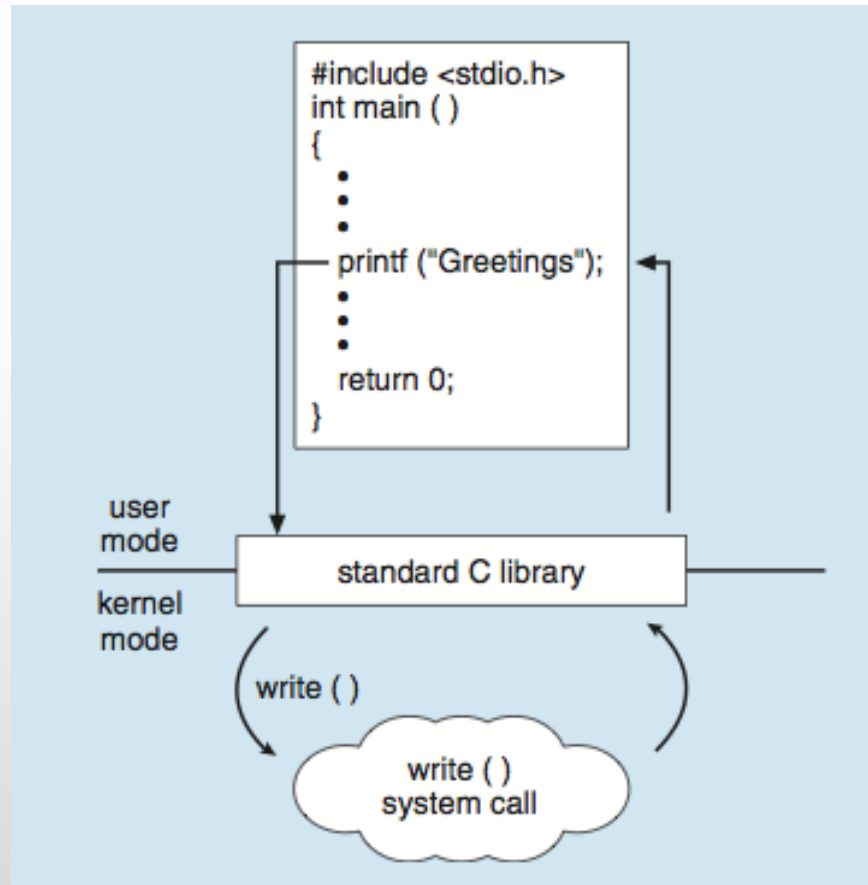 #include <stdio.h>
int main ( )
{
•
•
•
printf ("Greetings");
•
•
•
return 0;
}
user
mode
standard C library
kernel
mode
write ( )
write ( )
system call